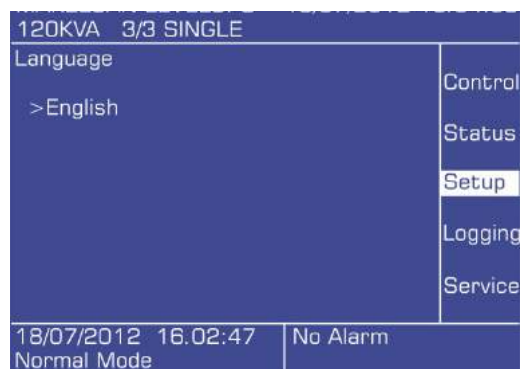 120KVA 3/3 SINGLE
Language
>English
Control
Status
Setup
Logging
Service
18/07/2012 16.02:47
No Alarm
Normal Mode